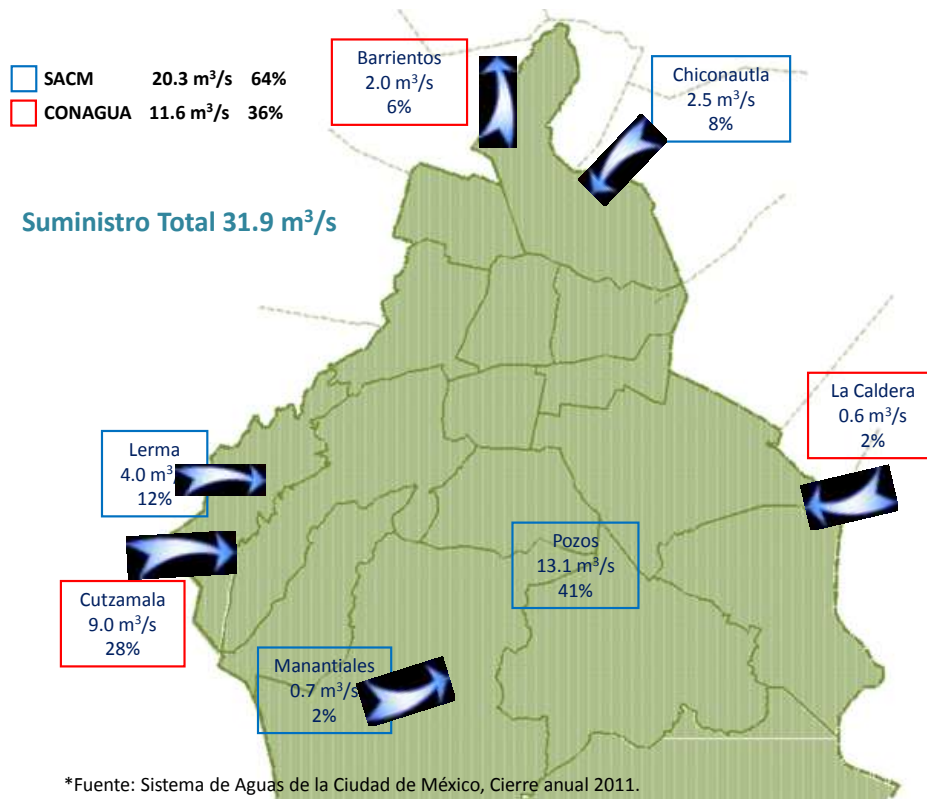 SACM 20.3 m³/s 64%
CONAGUA 11.6 m³/s 36%
Suministro Total 31.9 m³/s
Barrientos
2.0 m³/s
6%
Chiconautla
2.5 m³/s
8%
La Caldera
0.6 m³/s
2%
Lerma
4.0 m³/
12%
Pozos
13.1 m³/s
41%
Cutzamala
9.0 m³/s
28%
Manantiales
0.7 m³/s
2%
*Fuente: Sistema de Aguas de la Ciudad de México, Cierre anual 2011.